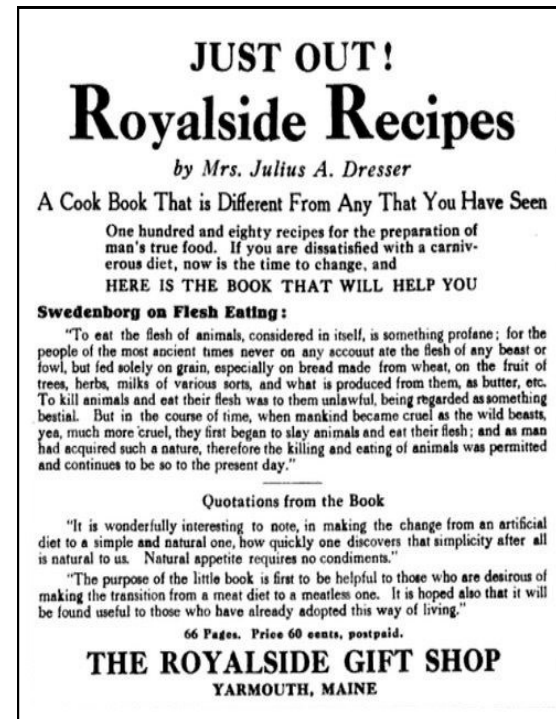 JUST OUT!
Royalside Recipes
by Mrs. Julius A. Dresser
A Cook Book That is Different From Any That You Have Seen
One hundred and eighty recipes for the preparation of
man's true food. If you are dissatisfied with a carniv-
erous diet, now is the time to change, and
HERE IS THE BOOK THAT WILL HELP YOU
Swedenborg on Flesh Eating:
"To eat the flesh of animals, considered in itself, is something profane; for the
people of the most ancient times never on any accouut ate the flesh of any beast or
fowl, but fed solely on grain, especially on bread made from wheat, on the fruit of
trees, herbs, milks of various sorts, and what is produced from them, as butter, etc.
To kill animals and eat their flesh was to them unlawful, being regarded as something
bestial. But in the course of time, when mankind became cruel as the wild beasts,
yea, much more cruel, they first began to slay animals and eat their flesh; and as man
had acquired such a nature, therefore the killing and eating of animals was permitted
and continues to be so to the present day."
Quotations from the Book
"It is wonderfully interesting to note, in making the change from an artificial
diet to a simple and natural one, how quickly one discovers that simplicity after all
is natural to us. Natural appetite requires no condiments."
"The purpose of the little book is first to be helpful to those who are desirous of
making the transition from a meat diet to a meatless one. It is hoped also that it will
be found useful to those who have already adopted this way of living."
66 Pages. Price 60 cents, postpaid.
THE ROYALSIDE GIFT SHOP
YARMOUTH, MAINE